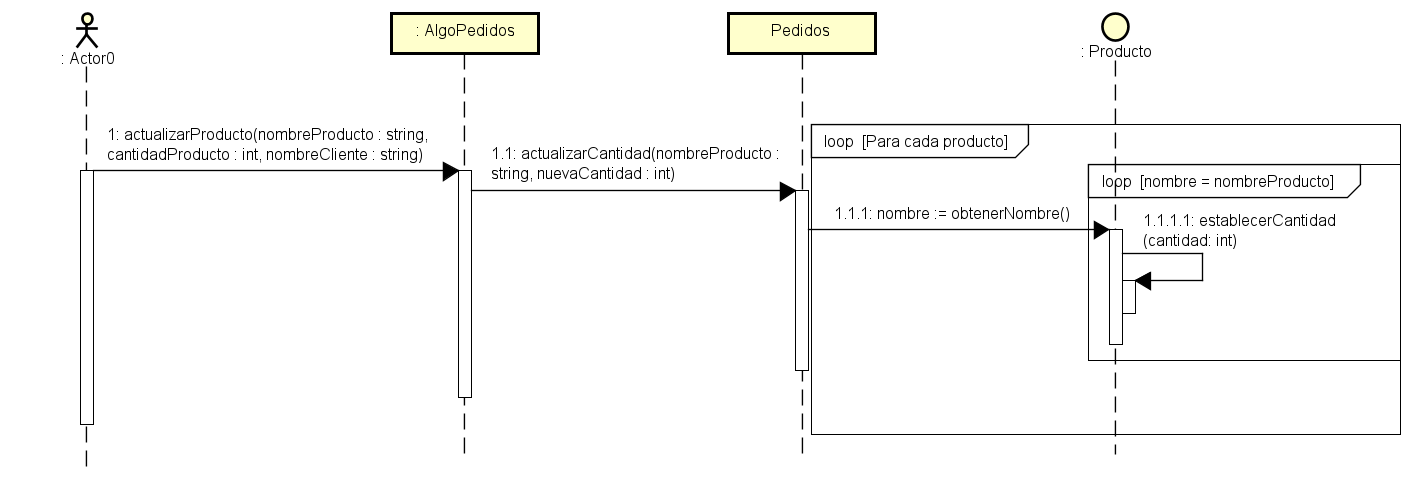 : Actor0
: AlgoPedidos
Pedidos
: Producto
1: actualizarProducto(nombreProducto : string,
cantidadProducto : int, nombreCliente : string)
1.1: actualizarCantidad(nombreProducto :
string, nuevaCantidad : int)
loop [Para cada producto]
loop [nombre = nombreProducto]
1.1.1: nombre := obtenerNombre()
1.1.1.1: establecerCantidad
(cantidad: int)